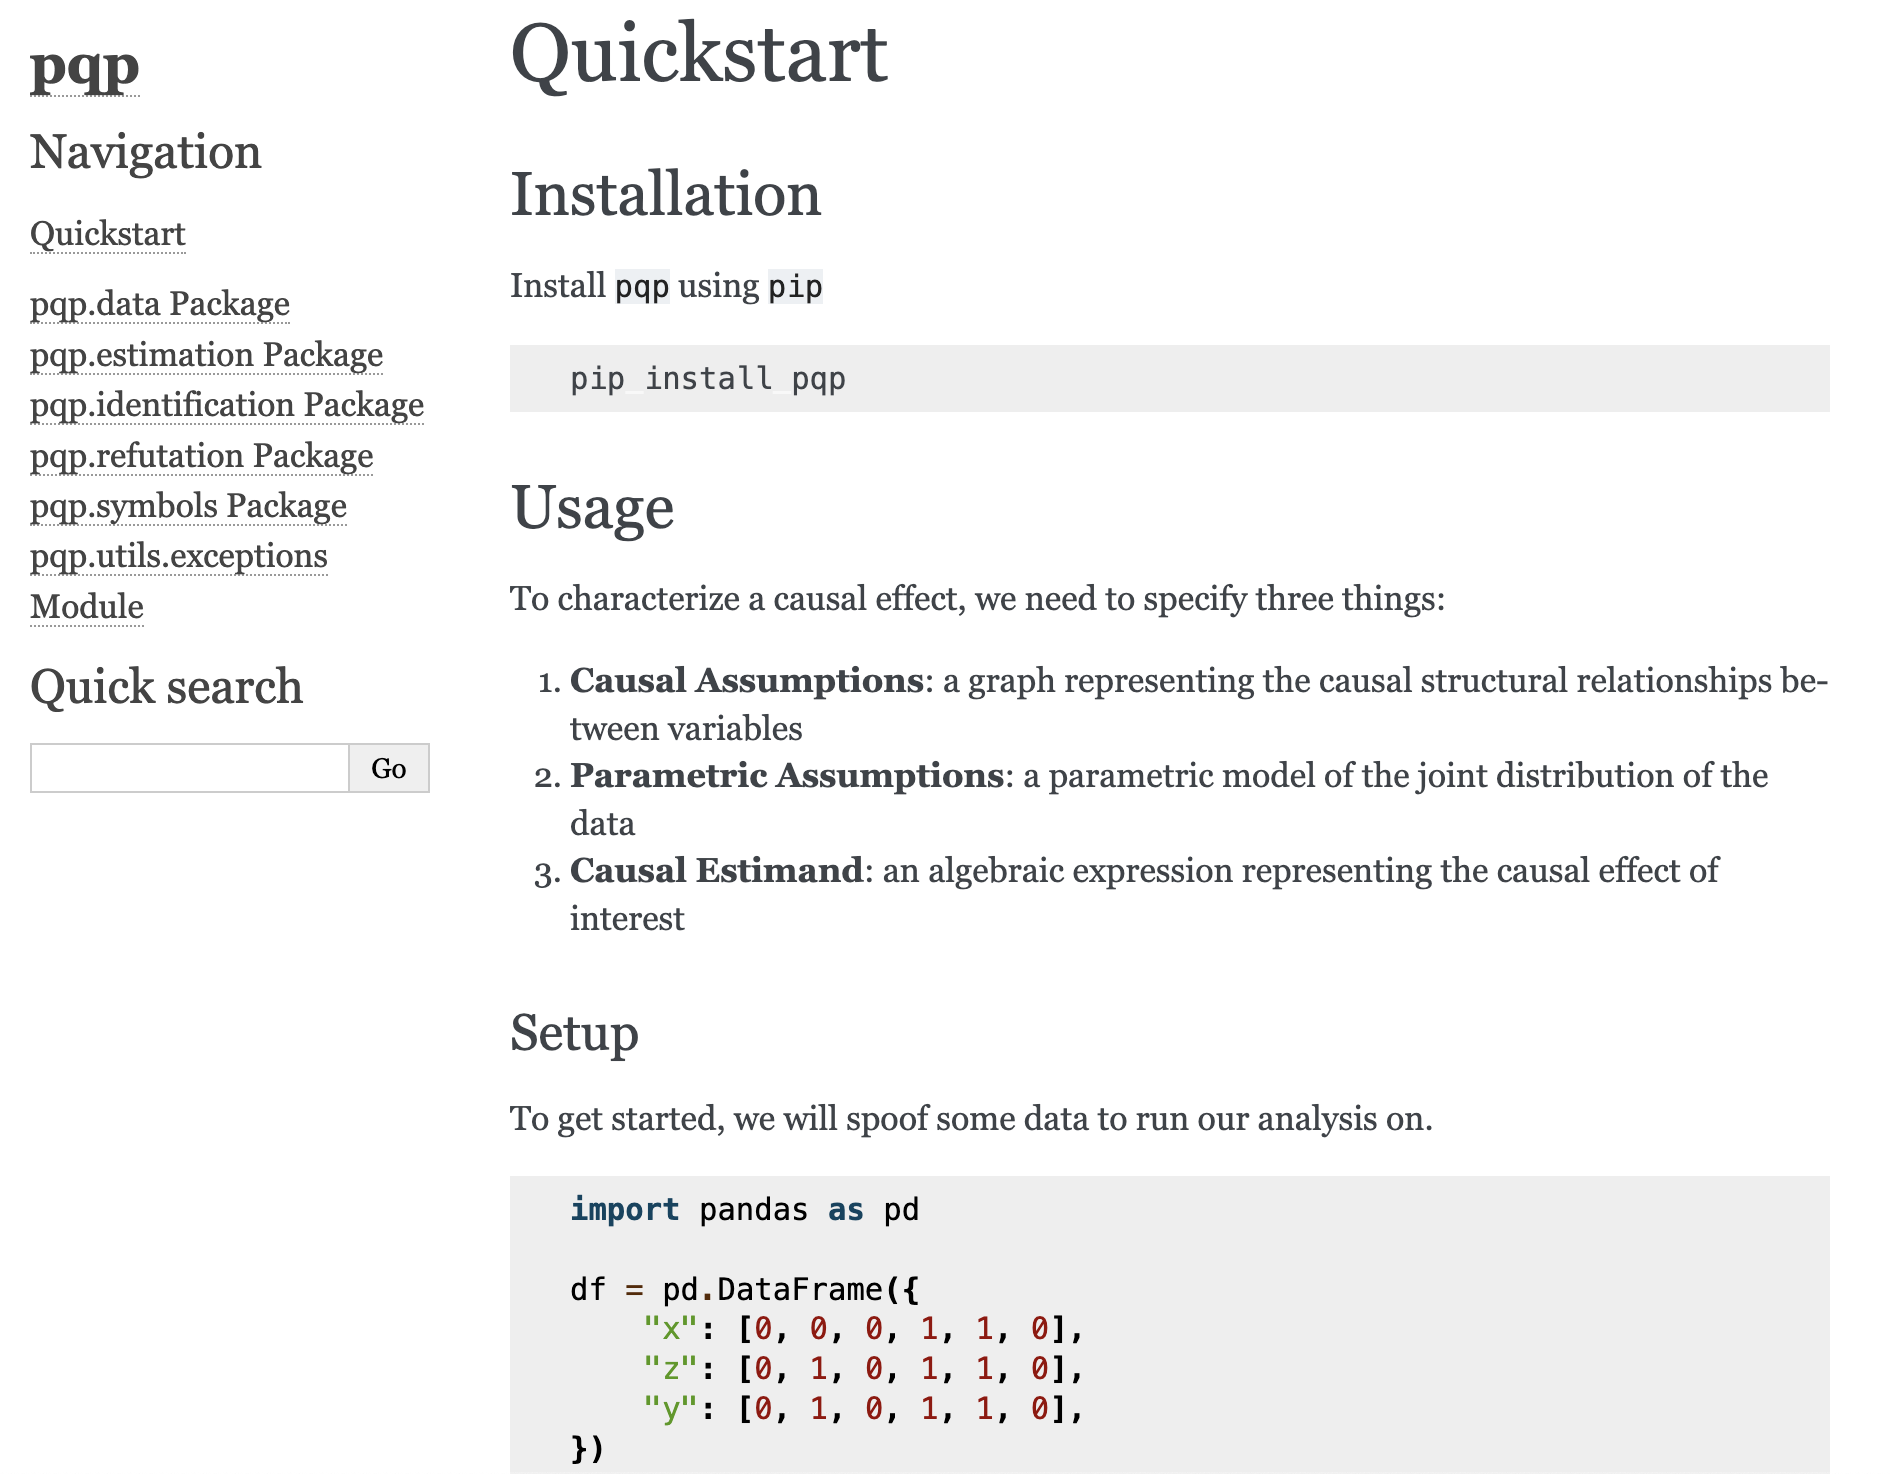 pqp
Navigation
Quickstart
pqp.data Package
pqp.estimation Package
pqp.identification Package
pqp.refutation Package
pqp.symbols Package
pqp.utils.exceptions
Module
Quick search
Go
Quickstart
Installation
Install pqp using pip
pip install pqp
Usage
To characterize a causal effect, we need to specify three things:
1. Causal Assumptions: a graph representing the causal structural relationships be-
tween variables
2. Parametric Assumptions: a parametric model of the joint distribution of the
data
3. Causal Estimand: an algebraic expression representing the causal effect of
interest
Setup
To get started, we will spoof some data to run our analysis on.
import pandas as pd
df = pd.DataFrame({
    "x": [0, 0, 0, 1, 1, 0],
    "z": [0, 1, 0, 1, 1, 0],
    "y": [0, 1, 0, 1, 1, 0],
})